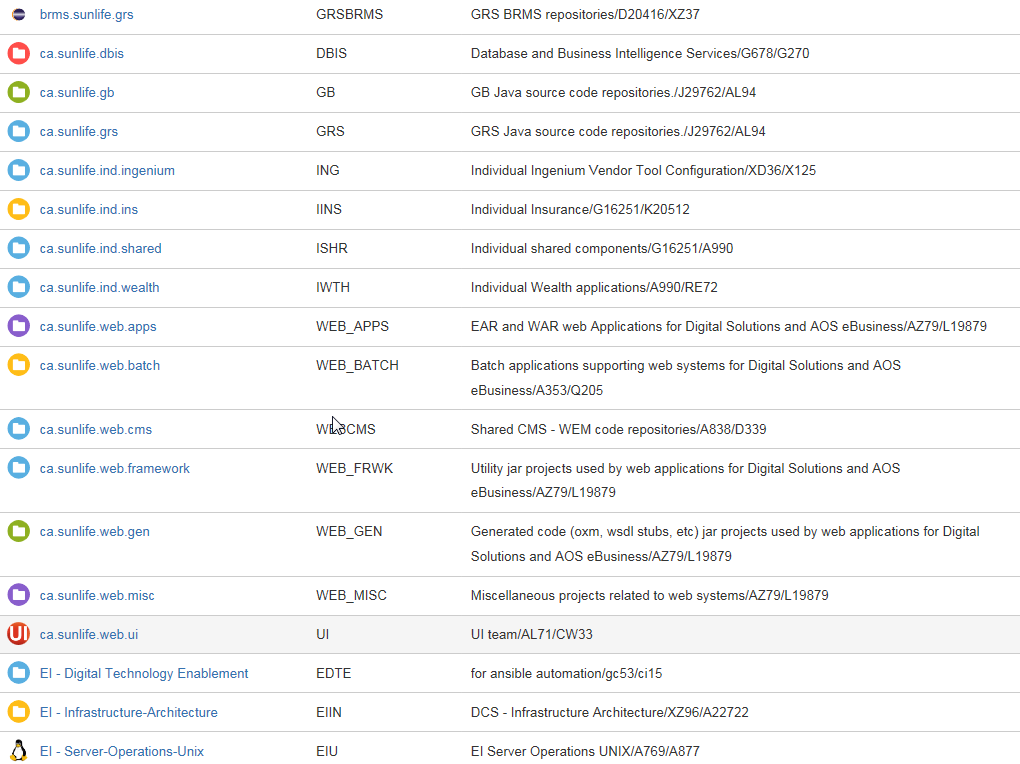 brms.sunlife.grs GRSBRMS GRS BRMS repositories/D20416/XZ37
ca.sunlife.dbis DBIS Database and Business Intelligence Services/G678/G270
ca.sunlife.gb GB GB Java source code repositories./J29762/AL94
ca.sunlife.grs GRS GRS Java source code repositories./J29762/AL94
ca.sunlife.ind.ingenium ING Individual Ingenium Vendor Tool Configuration/XD36/X125
ca.sunlife.ind.ins IINS Individual Insurance/G16251/K20512
ca.sunlife.ind.shared ISHR Individual shared components/G16251/A990
ca.sunlife.ind.wealth IWTH Individual Wealth applications/A990/RE72
ca.sunlife.web.apps WEB_APPS EAR and WAR web Applications for Digital Solutions and AOS eBusiness/AZ79/L19879
ca.sunlife.web.batch WEB_BATCH Batch applications supporting web systems for Digital Solutions and AOS
eBusiness/A353/Q205
ca.sunlife.web.cms Shared CMS - WEM code repositories/A838/D339
ca.sunlife.web.framework WEB_FRWK Utility jar projects used by web applications for Digital Solutions and AOS
eBusiness/AZ79/L19879
ca.sunlife.web.gen WEB_GEN Generated code (oxm, wsdl stubs, etc) jar projects used by web applications for Digital
Solutions and AOS eBusiness/AZ79/L19879
ca.sunlife.web.misc WEB_MISC Miscellaneous projects related to web systems/AZ79/L19879
UI ca.sunlife.web.ui UI UI team/AL71/CW33
EI - Digital Technology Enablement EDTE for ansible automation/gc53/ci15
EI - Infrastructure-Architecture EIIN DCS - Infrastructure Architecture/XZ96/A22722
EI - Server-Operations-Unix EIU EI Server Operations UNIX/A769/A877